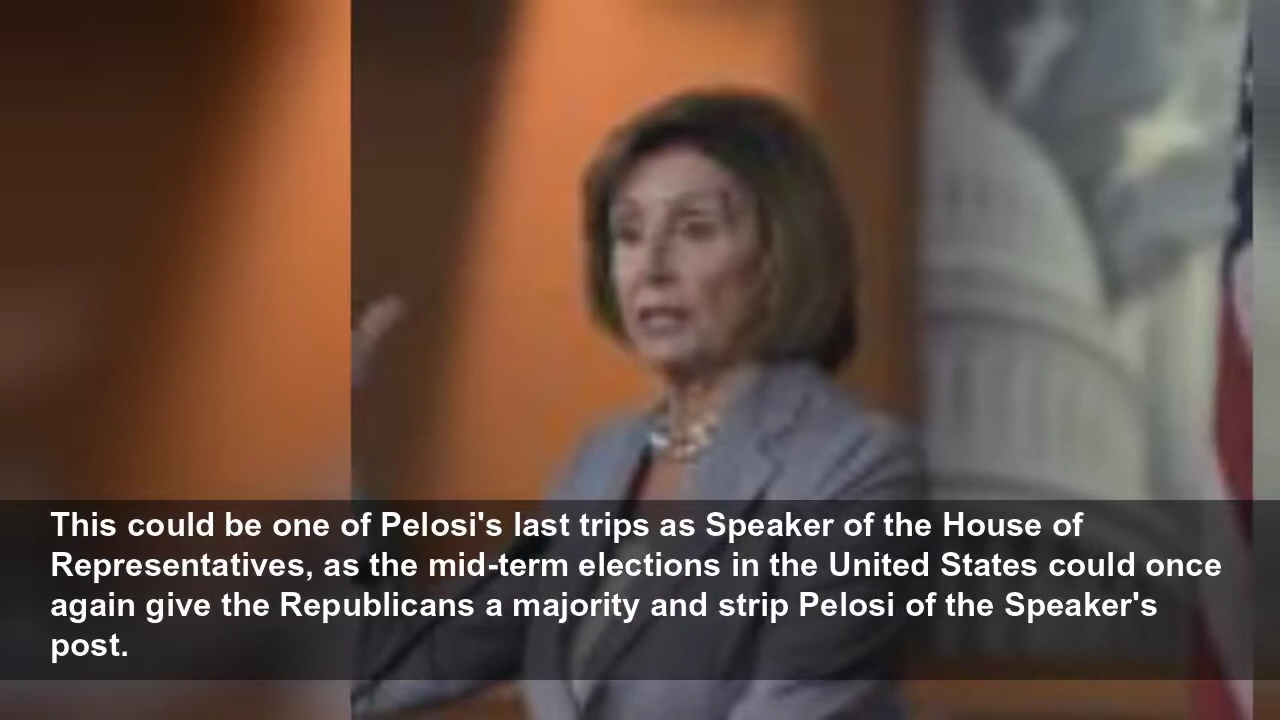 This could be one of Pelosi's last trips as Speaker of the House of
Representatives, as the mid-term elections in the United States could once
again give the Republicans a majority and strip Pelosi of the Speaker's
post.